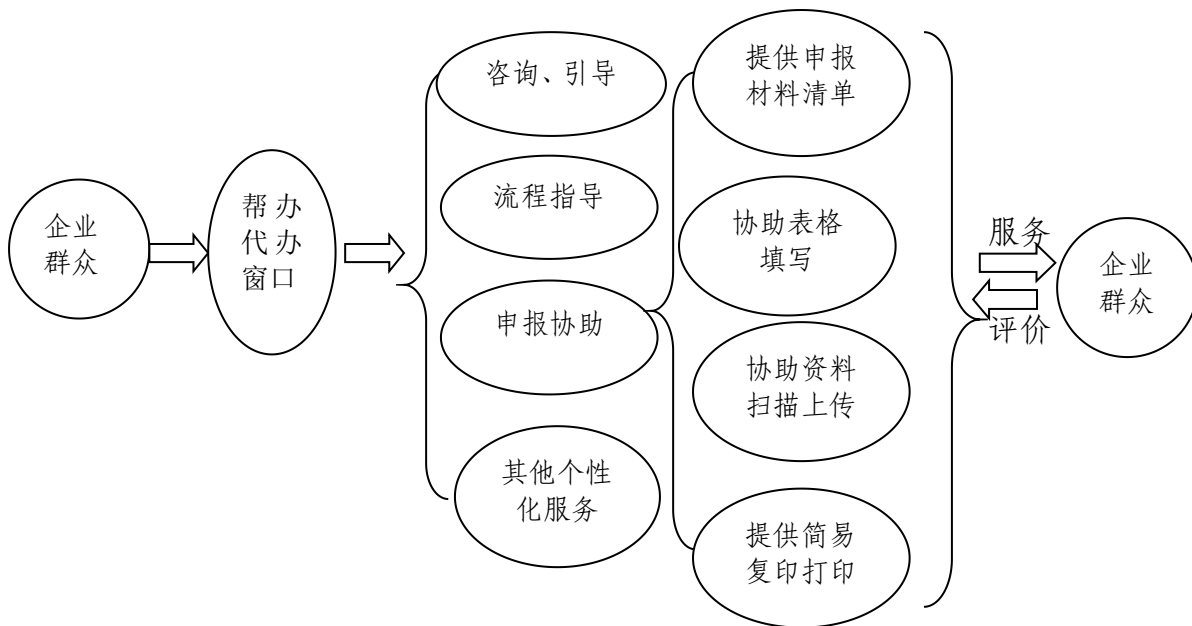 企业
群众
帮办
代办
窗口
咨询、引导
流程指导
申报协助
其他个性
化服务
提供申报
材料清单
协助表格
填写
协助资料
扫描上传
提供简易
复印打印
服务
评价
企业
群众